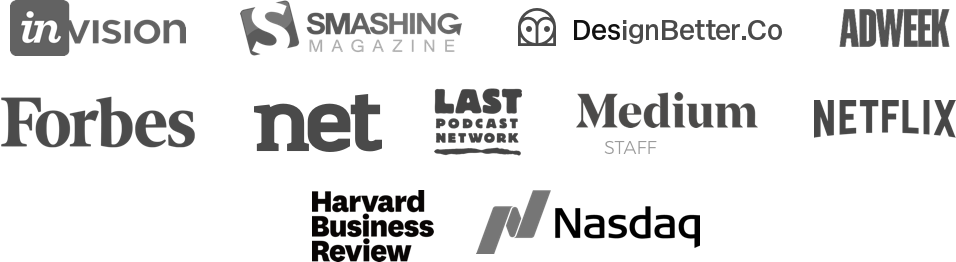 invision
SMASHING
MAGAZINE
DesignBetter.Co
ADWEEK
Forbes
net
LAST
PODCAST
NETWORK
Medium
STAFF
NETFLIX
Harvard
Business
Review
Nasdaq